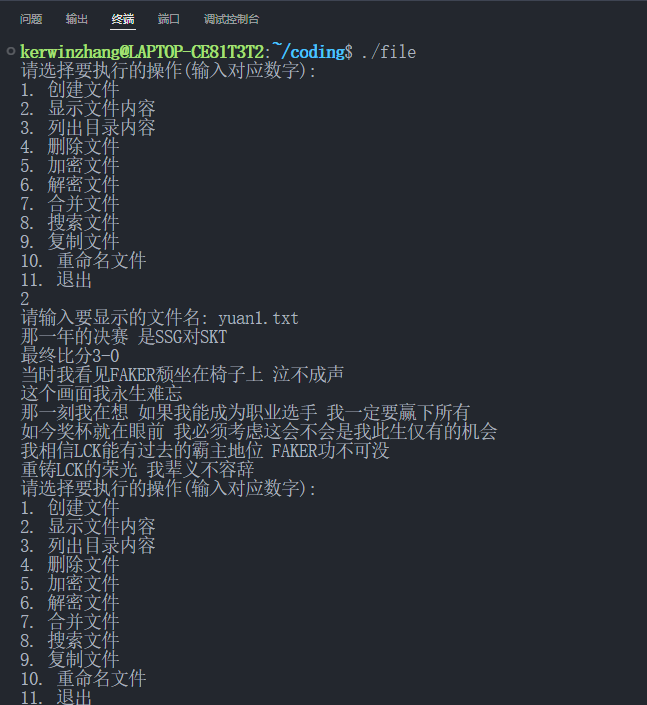 问题 输出 终端 端口 调试控制台
kerwinzhang@LAPTOP-CE81T3T2:~/coding$ ./file
请选择要执行的操作(输入对应数字):
1. 创建文件
2. 显示文件内容
3. 列出目录内容
4. 删除文件
5. 加密文件
6. 解密文件
7. 合并文件
8. 搜索文件
9. 复制文件
10. 重命名文件
11. 退出
2
请输入要显示的文件名: yuan1.txt
那一年的决赛 是SSG对SKT
最终比分3-0
当时我看见FAKER颓坐在椅子上 泣不成声
这个画面我永生难忘
那一刻我在想 如果我能成为职业选手 我一定要赢下所有
如今奖杯就在眼前 我必须考虑这会不会是我此生仅有的机会
我相信LCK能有过去的霸主地位 FAKER功不可没
重铸LCK的荣光 我辈义不容辞
请选择要执行的操作(输入对应数字):
1. 创建文件
2. 显示文件内容
3. 列出目录内容
4. 删除文件
5. 加密文件
6. 解密文件
7. 合并文件
8. 搜索文件
9. 复制文件
10. 重命名文件
11. 退出